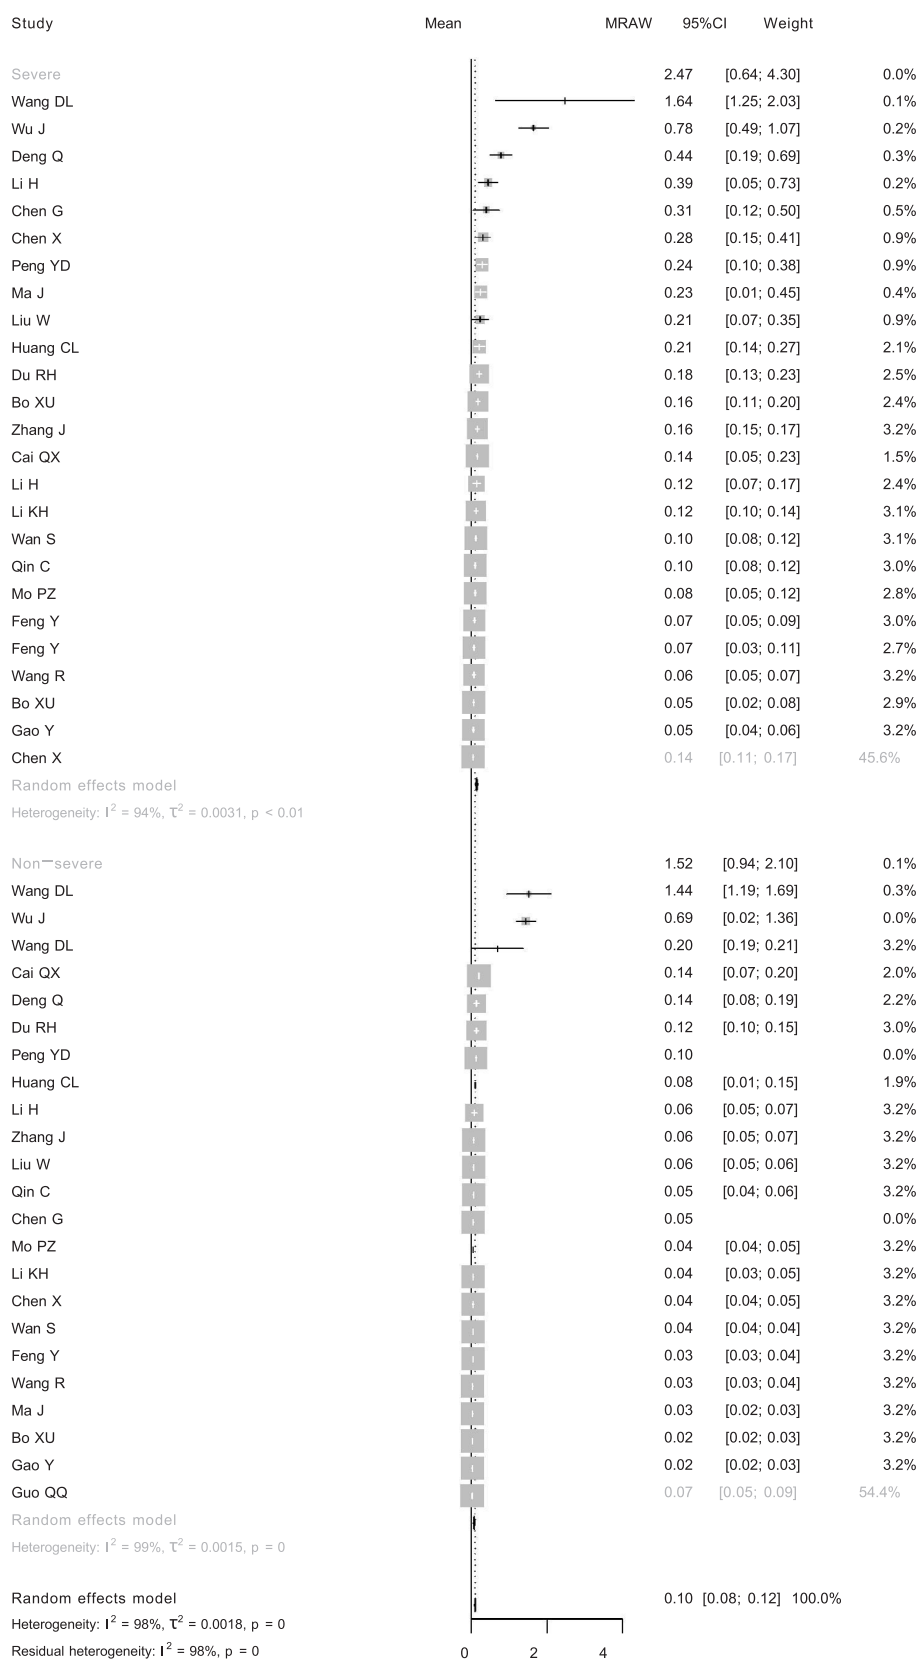 Study Mean MRAW 95%CI Weight
Severe 2.47 [0.64; 4.30] 0.0%
Wang DL 1.64 [1.25; 2.03] 0.1%
Wu J 0.78 [0.49; 1.07] 0.2%
Deng Q 0.44 [0.19; 0.69] 0.3%
Li H 0.39 [0.05; 0.73] 0.2%
Chen G 0.31 [0.12; 0.50] 0.5%
Chen X 0.28 [0.15; 0.41] 0.9%
Peng YD 0.24 [0.10; 0.38] 0.9%
Ma J 0.23 [0.01; 0.45] 0.4%
Liu W 0.21 [0.07; 0.35] 0.9%
Huang CL 0.21 [0.14; 0.27] 2.1%
Du RH 0.18 [0.13; 0.23] 2.5%
Bo XU 0.16 [0.11; 0.20] 2.4%
Zhang J 0.16 [0.15; 0.17] 3.2%
Cai QX 0.14 [0.05; 0.23] 1.5%
Li H 0.12 [0.07; 0.17] 2.4%
Li KH 0.12 [0.10; 0.14] 3.1%
Wan S 0.10 [0.08; 0.12] 3.1%
Qin C 0.10 [0.08; 0.12] 3.0%
Mo PZ 0.08 [0.05; 0.12] 2.8%
Feng Y 0.07 [0.05; 0.09] 3.0%
Feng Y 0.07 [0.03; 0.11] 2.7%
Wang R 0.06 [0.05; 0.07] 3.2%
Bo XU 0.05 [0.02; 0.08] 2.9%
Gao Y 0.05 [0.04; 0.06] 3.2%
Chen X 0.14 [0.11; 0.17] 45.6%
Random effects model
Heterogeneity: I² = 94%, τ² = 0.0031, p < 0.01
Non−severe 1.52 [0.94; 2.10] 0.1%
Wang DL 1.44 [1.19; 1.69] 0.3%
Wu J 0.69 [0.02; 1.36] 0.0%
Wang DL 0.20 [0.19; 0.21] 3.2%
Cai QX 0.14 [0.07; 0.20] 2.0%
Deng Q 0.14 [0.08; 0.19] 2.2%
Du RH 0.12 [0.10; 0.15] 3.0%
Peng YD 0.10 0.0%
Huang CL 0.08 [0.01; 0.15] 1.9%
Li H 0.06 [0.05; 0.07] 3.2%
Zhang J 0.06 [0.05; 0.07] 3.2%
Liu W 0.06 [0.05; 0.06] 3.2%
Qin C 0.05 [0.04; 0.06] 3.2%
Chen G 0.05 0.0%
Mo PZ 0.04 [0.04; 0.05] 3.2%
Li KH 0.04 [0.03; 0.05] 3.2%
Chen X 0.04 [0.04; 0.05] 3.2%
Wan S 0.04 [0.04; 0.04] 3.2%
Feng Y 0.03 [0.03; 0.04] 3.2%
Wang R 0.03 [0.03; 0.04] 3.2%
Ma J 0.03 [0.02; 0.03] 3.2%
Bo XU 0.02 [0.02; 0.03] 3.2%
Gao Y 0.02 [0.02; 0.03] 3.2%
Guo QQ 0.07 [0.05; 0.09] 54.4%
Random effects model
Heterogeneity: I² = 99%, τ² = 0.0015, p = 0
Random effects model 0.10 [0.08; 0.12] 100.0%
Heterogeneity: I² = 98%, τ² = 0.0018, p = 0
Residual heterogeneity: I² = 98%, p = 0
0 2 4